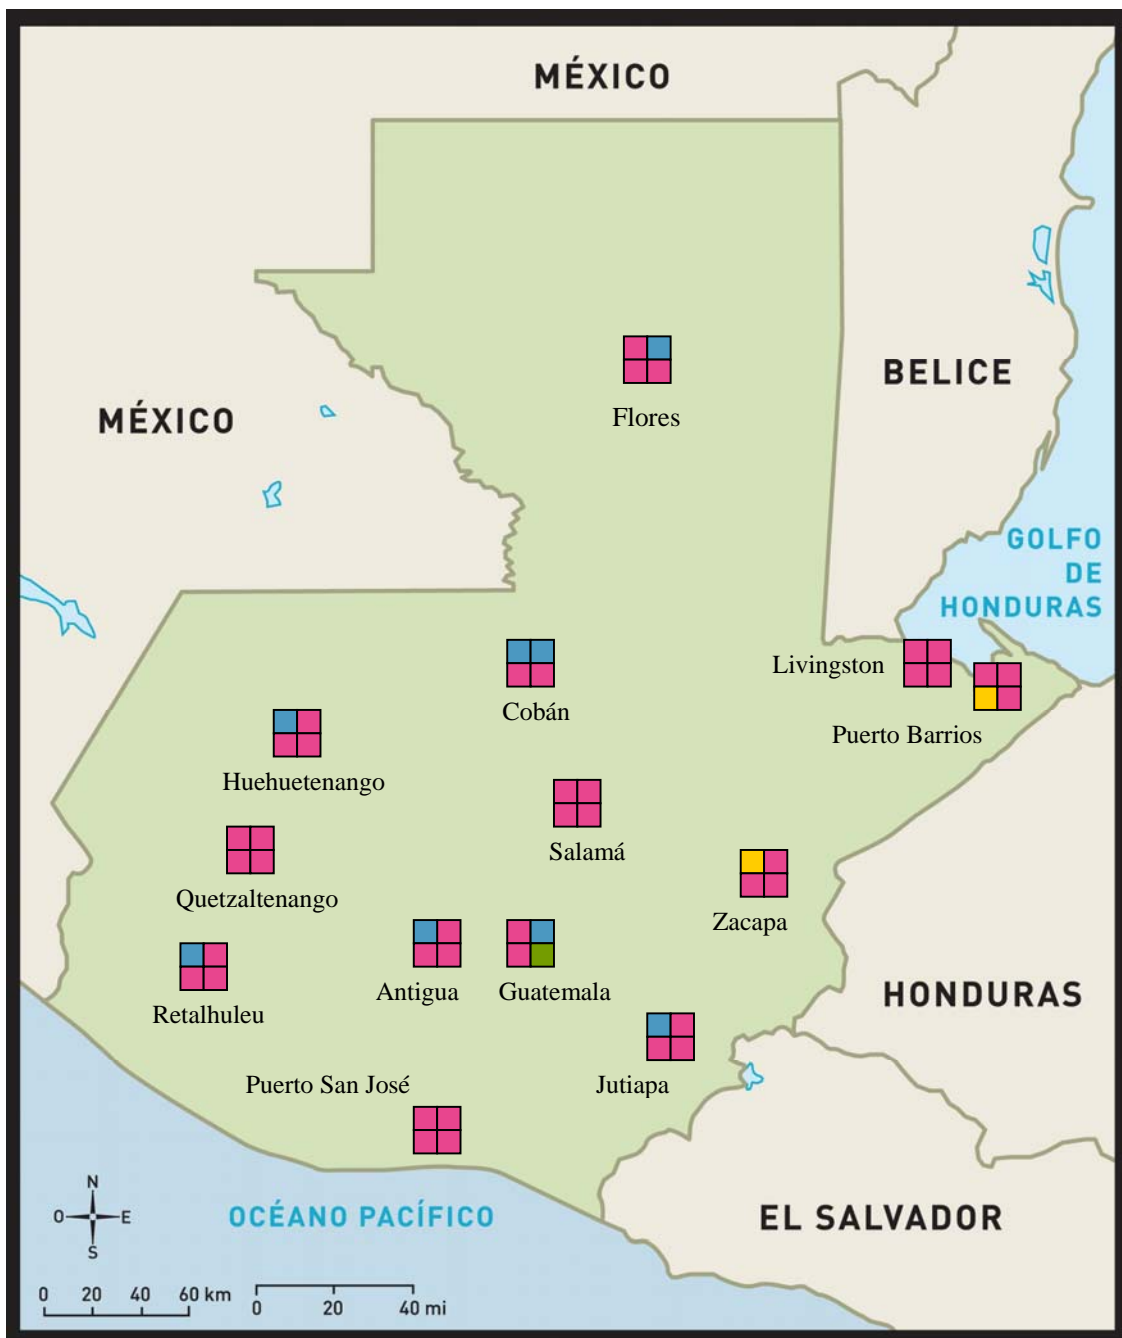 MÉXICO
Flores
BELICE
MÉXICO
GOLFO
DE
HONDURAS
Livingston
Cobán
Puerto Barrios
Huehuetenango
Salamá
Quetzaltenango
Zacapa
Antigua
Guatemala
HONDURAS
Retalhuleu
Puerto San José
Jutiapa
N
O
E
S
OCÉANO PACÍFICO
EL SALVADOR
0 20 40 60 km
0 20 40 mi